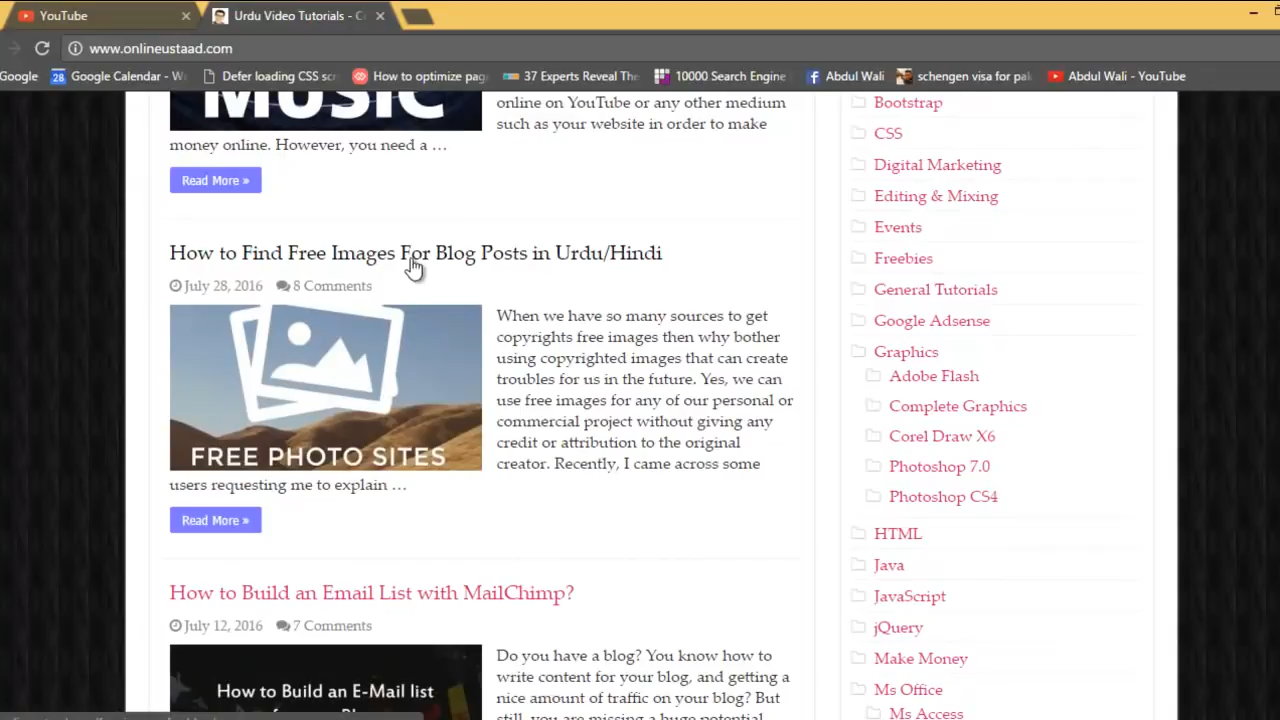 YouTube
Urdu Video Tutorials - C
www.onlineustaad.com
Google
28 Google Calendar - W
Defer loading CSS scr
How to optimize pag
37 Experts Reveal The
10000 Search Engine
Abdul Wali
schengen visa for pak
Abdul Wali - YouTube
MUSIC
online on YouTube or any other medium
such as your website in order to make
money online. However, you need a …
Read More »
How to Find Free Images For Blog Posts in Urdu/Hindi
July 28, 2016 8 Comments
FREE PHOTO SITES
When we have so many sources to get
copyrights free images then why bother
using copyrighted images that can create
troubles for us in the future. Yes, we can
use free images for any of our personal or
commercial project without giving any
credit or attribution to the original
creator. Recently, I came across some
users requesting me to explain …
Read More »
How to Build an Email List with MailChimp?
July 12, 2016 7 Comments
How to Build an E-Mail list
Do you have a blog? You know how to
write content for your blog, and getting a
nice amount of traffic on your blog? But
still, you are missing a huge potential
Bootstrap
CSS
Digital Marketing
Editing & Mixing
Events
Freebies
General Tutorials
Google Adsense
Graphics
Adobe Flash
Complete Graphics
Corel Draw X6
Photoshop 7.0
Photoshop CS4
HTML
Java
JavaScript
jQuery
Make Money
Ms Office
Ms Access